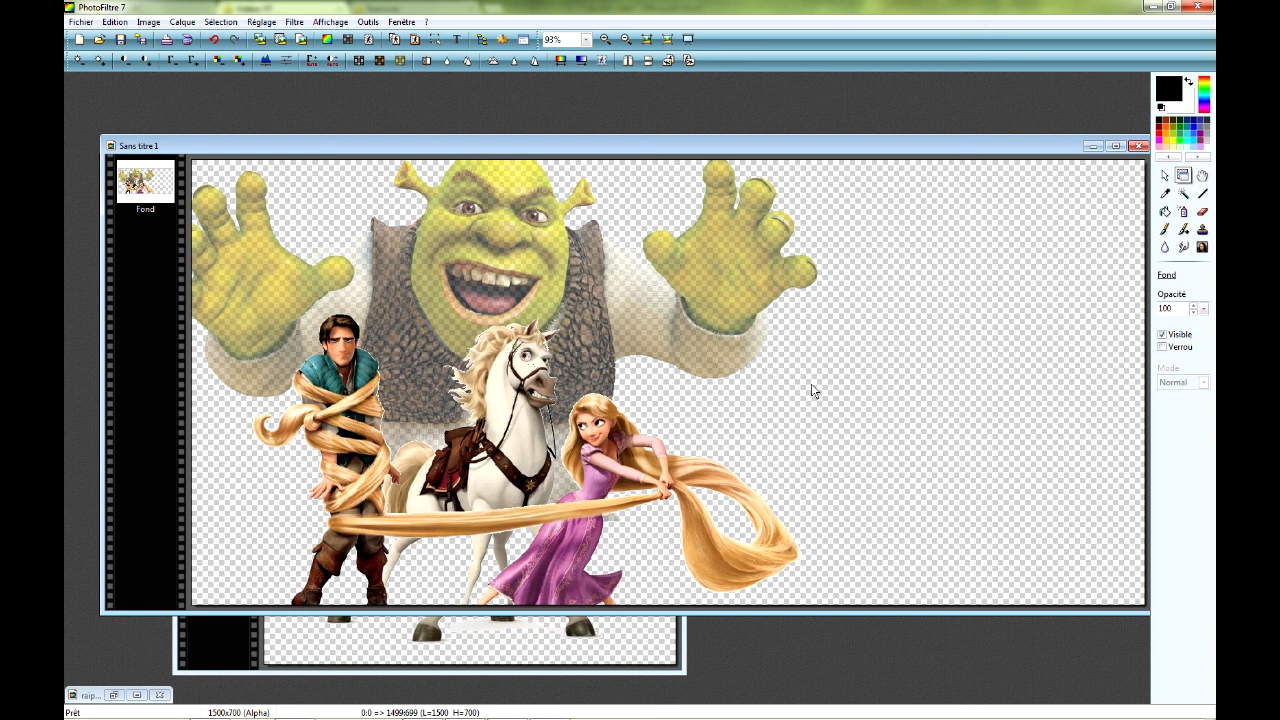 PhotoFiltre 7
Fichier Edition Image Calque Sélection Réglage Filtre Affichage Outils Fenêtre ?
93%
Sans titre 1
Fond
Fond
Opacité
100
Visible
Verrou
Mode
Normal
raip...
Prêt 1500x700 (Alpha) 0:0 => 1499:699 (L=1500 H=700)